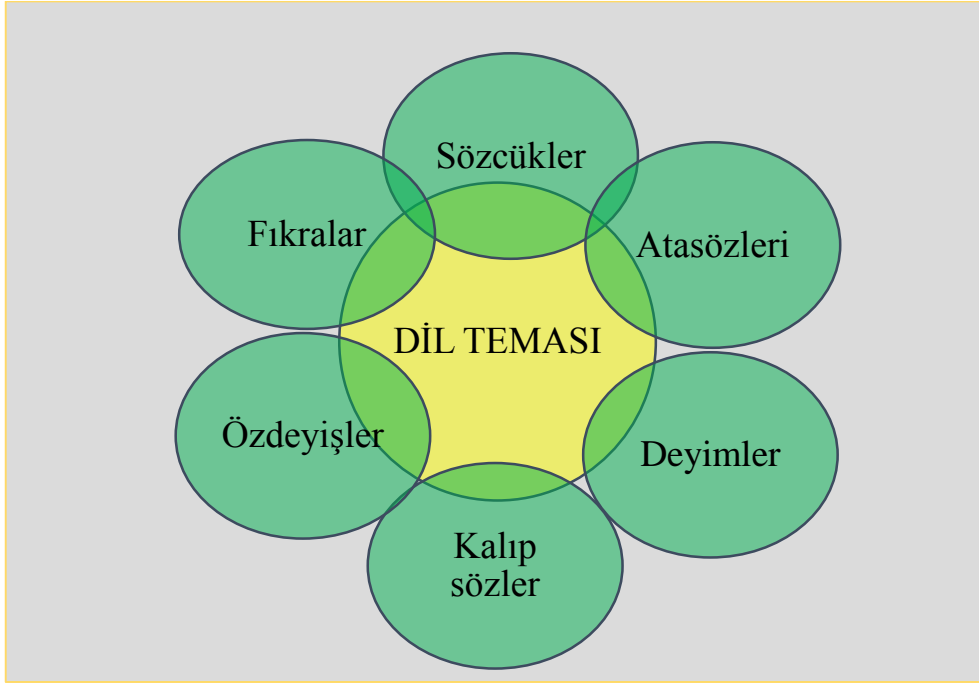 Sözcükler
Fıkralar
Atasözleri
DİL TEMASI
Özdeyişler
Deyimler
Kalıp
sözler